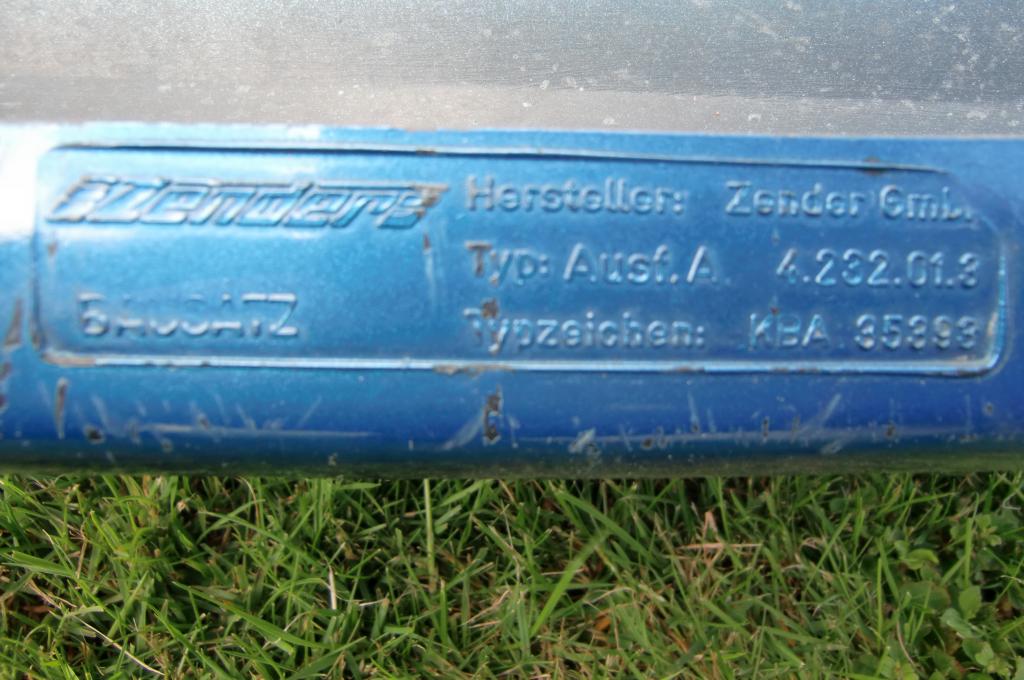 Zender
Hersteller: Zender GmbH
Typ: Ausf. A 4.232.01.3
BAUSATZ
Typzeichen: KBA 35393